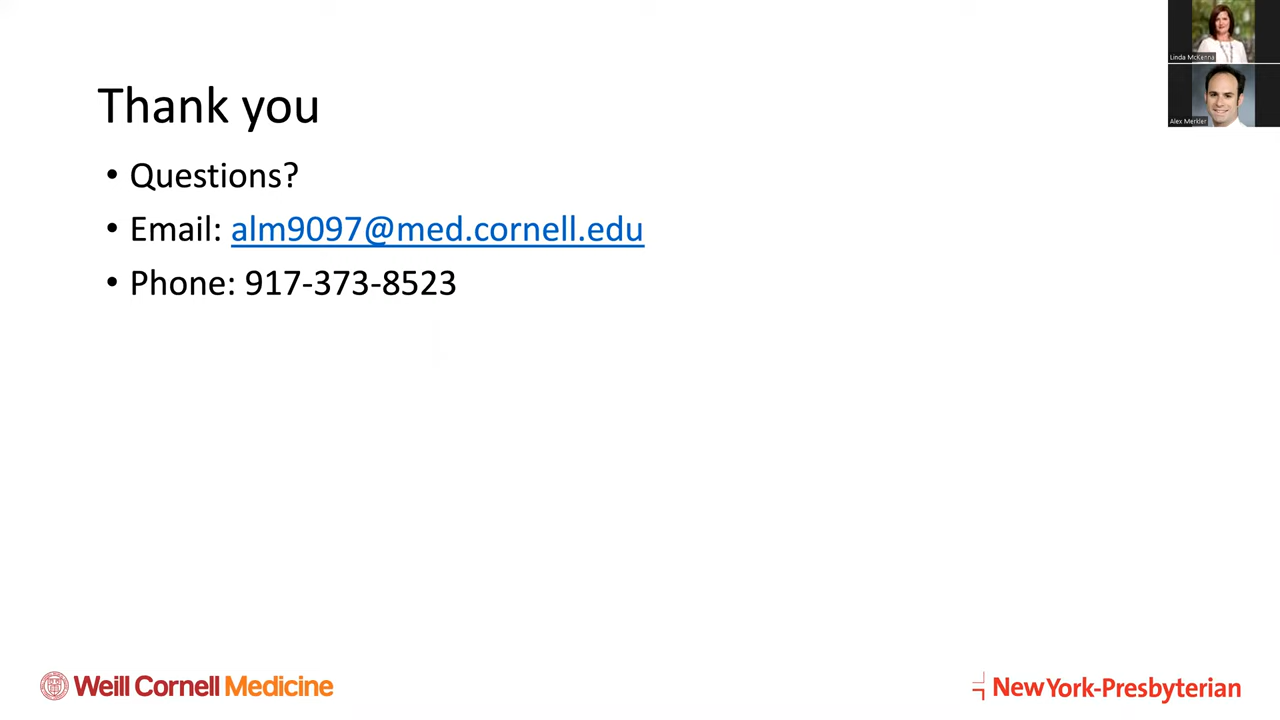 Linda McKenna
Alex Merkler
Thank you
• Questions?
• Email: alm9097@med.cornell.edu
• Phone: 917-373-8523
Weill Cornell Medicine
NewYork-Presbyterian